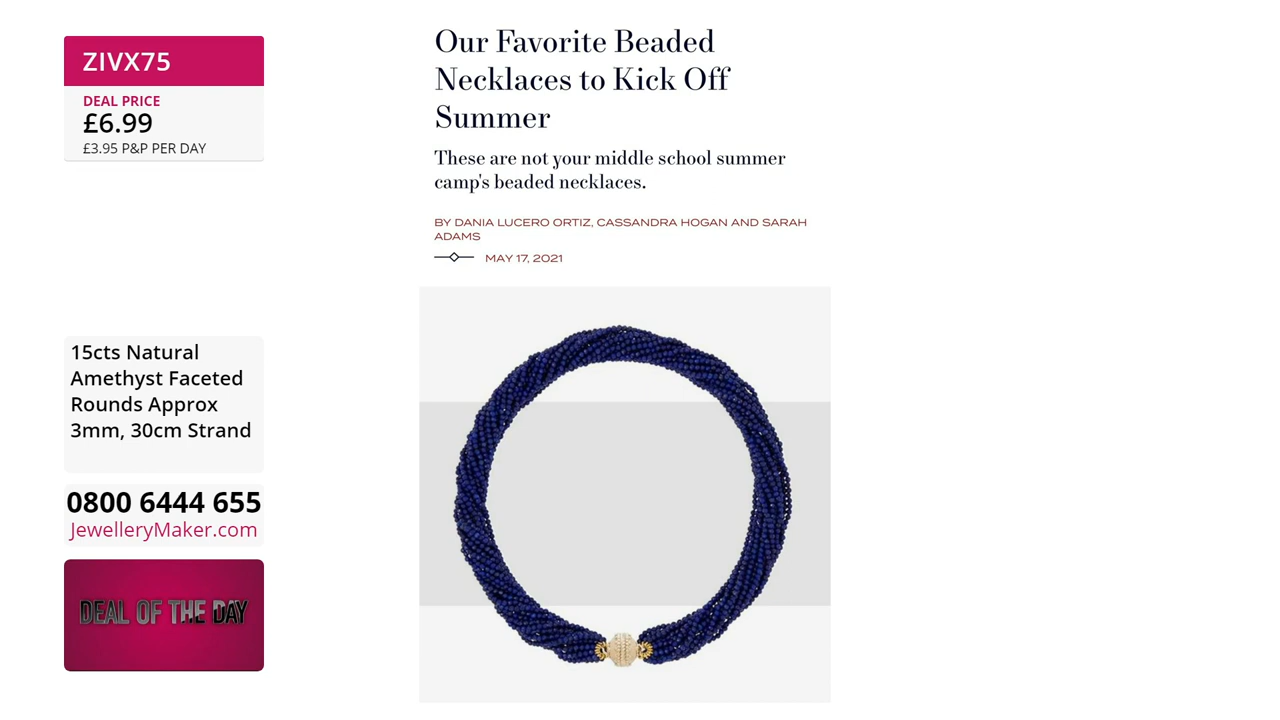 ZIVX75
DEAL PRICE
£6.99
£3.95 P&P PER DAY
15cts Natural
Amethyst Faceted
Rounds Approx
3mm, 30cm Strand
0800 6444 655
JewelleryMaker.com
DEAL OF THE DAY
Our Favorite Beaded
Necklaces to Kick Off
Summer
These are not your middle school summer
camp's beaded necklaces.
BY DANIA LUCERO ORTIZ, CASSANDRA HOGAN AND SARAH
ADAMS
MAY 17, 2021